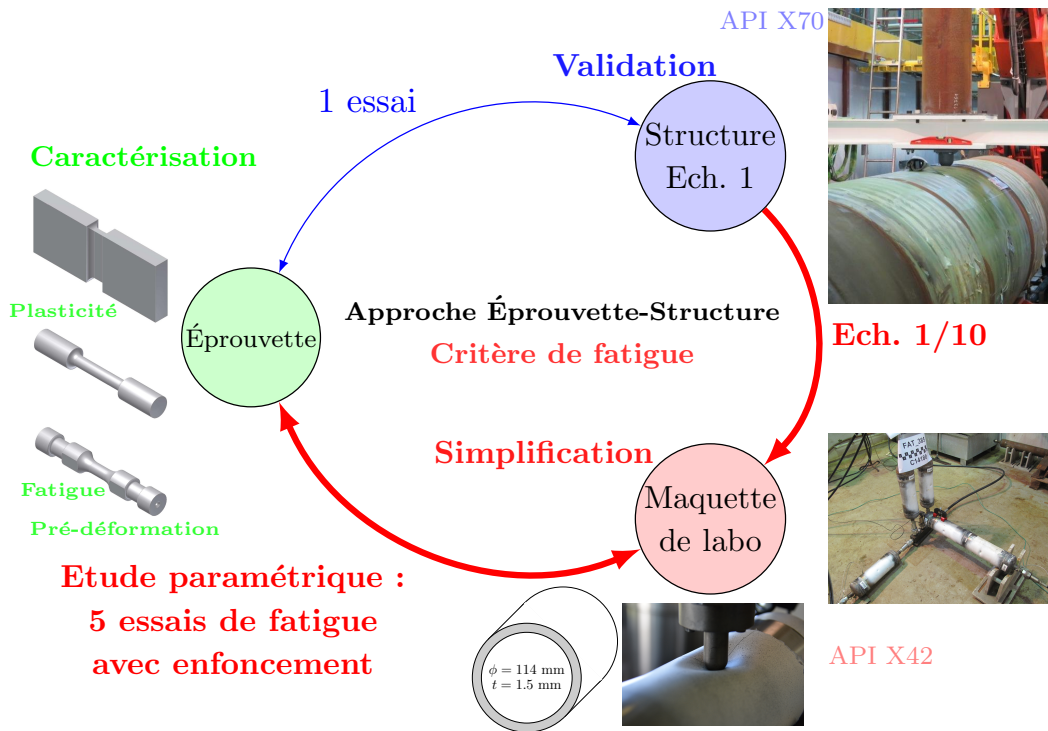 API X70
Validation
1 essai
Structure
Ech. 1
Caractérisation
Plasticité
Éprouvette
Approche Éprouvette-Structure
Critère de fatigue
Ech. 1/10
Simplification
Fatigue
Pré-déformation
Maquette
de labo
Etude paramétrique :
5 essais de fatigue
avec enfoncement
ϕ = 114 mm
t = 1.5 mm
API X42